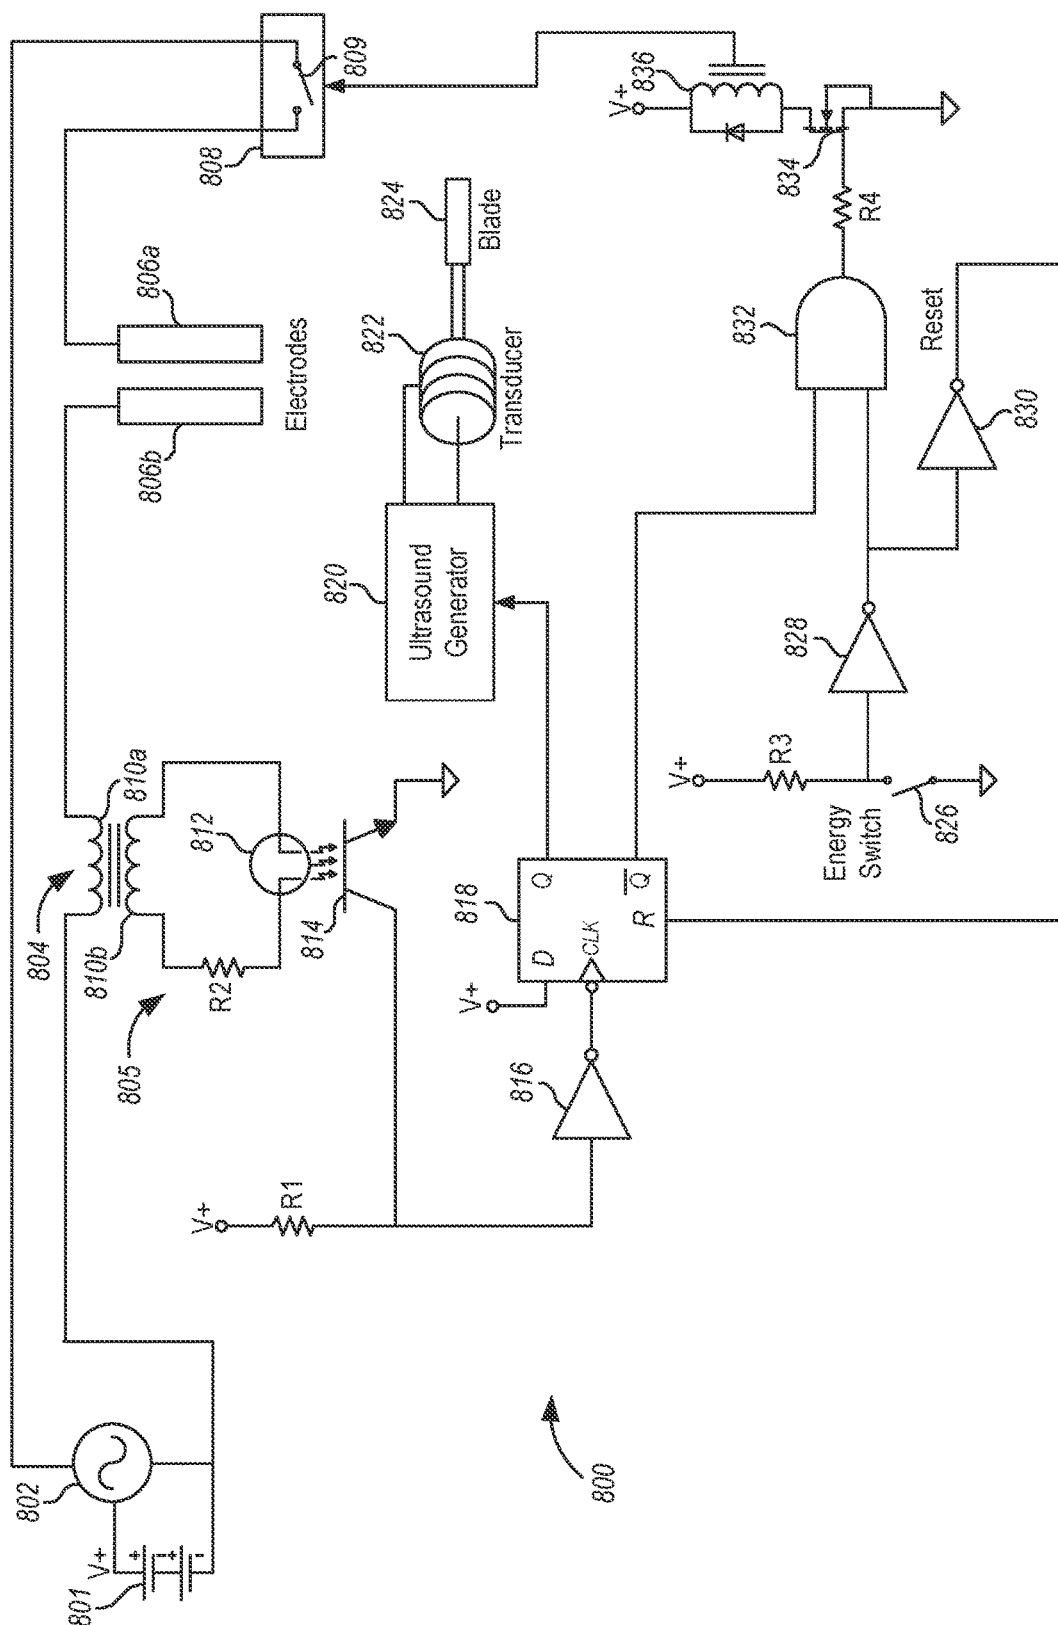 801
V+
+
+
-
-
802
804
810a
810b
805
R2
812
814
V+
R1
816
V+
818
D
Q
CLK
R
Q
806a
806b
Electrodes
808
809
820
Ultrasound
Generator
822
Transducer
824
Blade
V+
R3
Energy
Switch
826
828
830
Reset
832
R4
834
836
V+
800